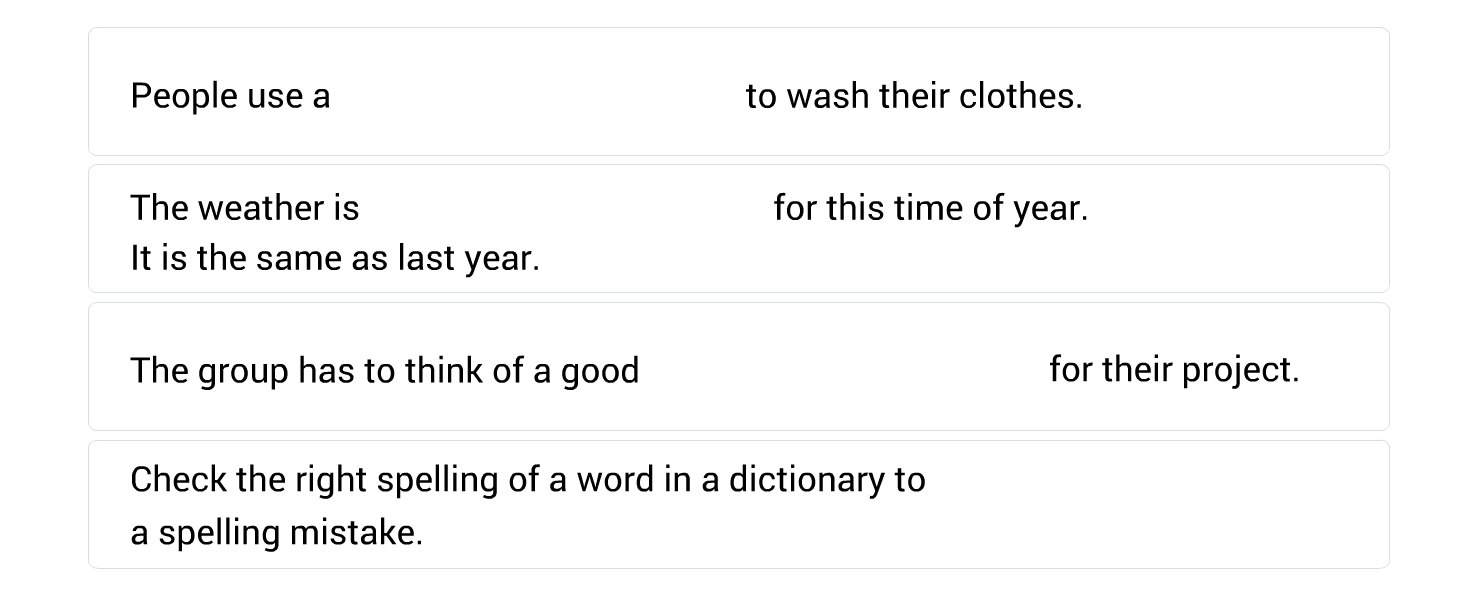 People use a to wash their clothes.
The weather is for this time of year.
It is the same as last year.
The group has to think of a good for their project.
Check the right spelling of a word in a dictionary to
a spelling mistake.